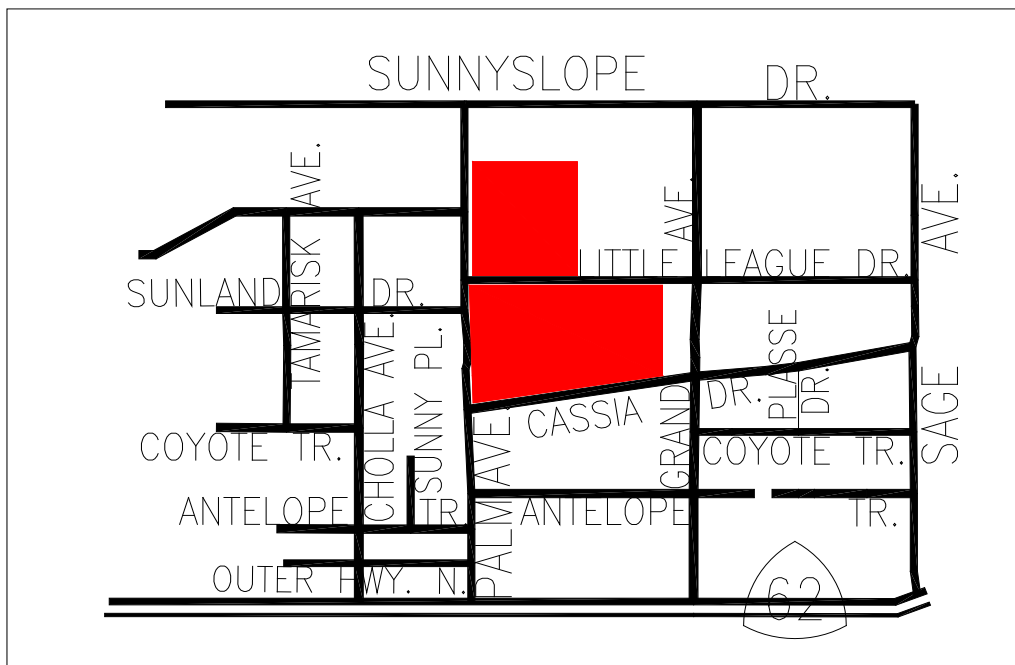 SUNNYSLOPE DR.
TAMARISK AVE.
GRAND AVE.
SAGE AVE.
LITTLE LEAGUE DR.
SUNLAND DR.
CHOLLA AVE.
SUNNY PL.
PLASSE DR.
CASSIA DR.
COYOTE TR.
COYOTE TR.
PALM AVE.
ANTELOPE TR.
ANTELOPE TR.
OUTER HWY. N.
62